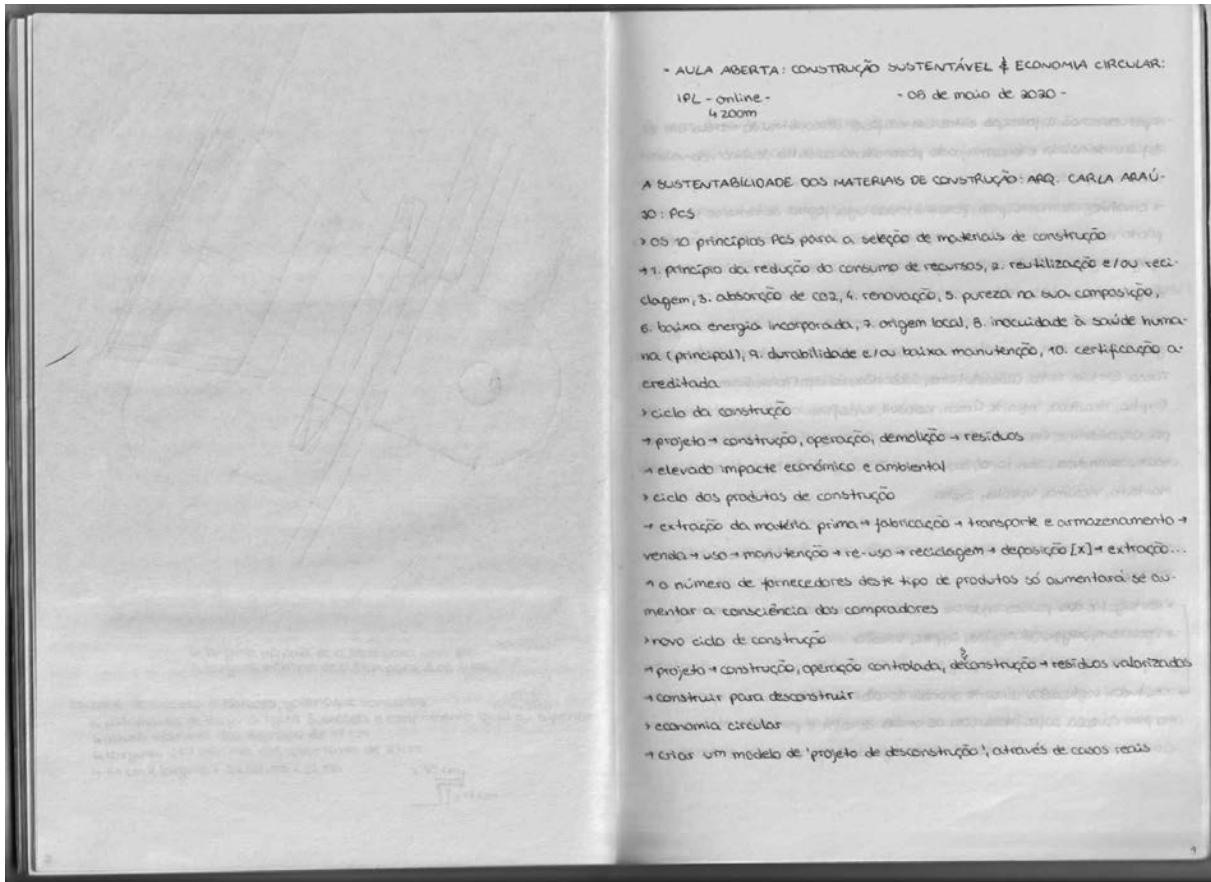 - AULA ABERTA: CONSTRUÇÃO SUSTENTÁVEL & ECONOMIA CIRCULAR:
IPL - online - - 08 de maio de 2020 -
↳ zoom
A SUSTENTABILIDADE DOS MATERIAIS DE CONSTRUÇÃO: ARQ. CARLA ARAÚ-
JO: PCS
> os 10 princípios PCS para a seleção de materiais de construção
→ 1. princípio da redução do consumo de recursos, 2. reutilização e/ou reci-
clagem, 3. absorção de CO2, 4. renovação, 5. pureza na sua composição,
6. baixa energia incorporada, 7. origem local, 8. inocuidade à saúde huma-
na (principal), 9. durabilidade e/ou baixa manutenção, 10. certificação a-
creditada
> ciclo da construção
→ projeto → construção, operação, demolição → resíduos
→ elevado impacte económico e ambiental
> ciclo dos produtos de construção
→ extração da matéria prima → fabricação → transporte e armazenamento →
venda → uso → manutenção → re-uso → reciclagem → deposição [x] → extração...
→ o número de fornecedores deste tipo de produtos só aumentará se au-
mentar a consciência dos compradores
> novo ciclo de construção
→ projeto → construção, operação controlada, desconstrução → resíduos valorizados
→ construir para desconstruir
> economia circular
→ criar um modelo de 'projeto de desconstrução', através de casos reais